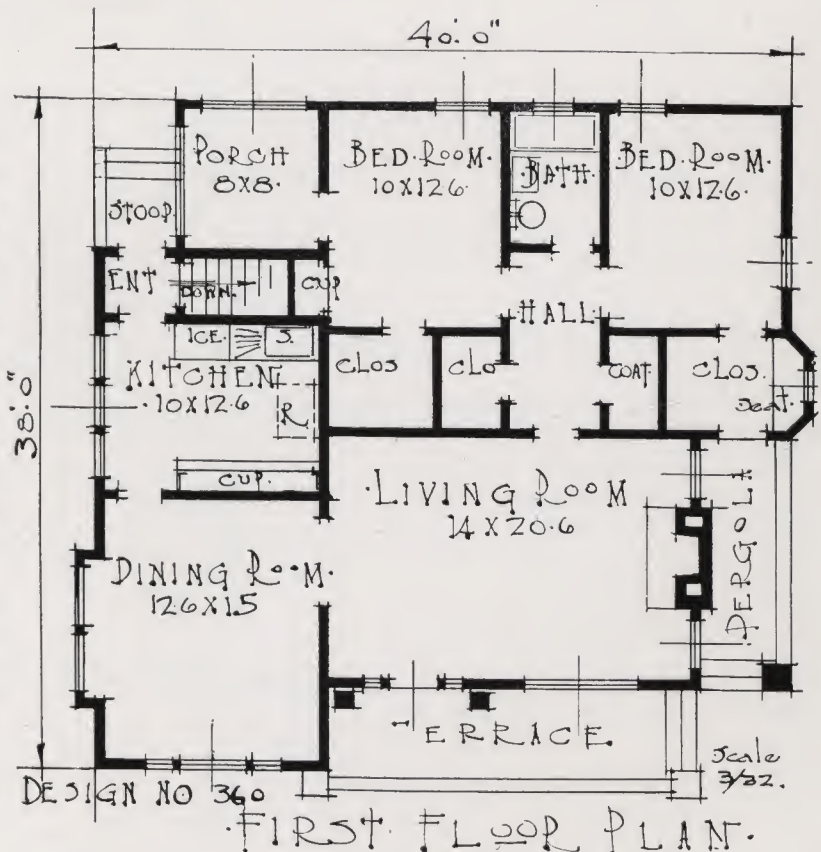 40'.0"
PORCH
8X8.
BED.ROOM.
10X12.6
.BATH.
BED.ROOM.
10X12.6
STOOP.
ENT
DOWN.
CUP
.HALL.
ICE.
S.
CLOS
CLO
COAT.
CLOS.
Seat.
KITCHEN
.10X12.6
R
CUP.
38'.0"
.LIVING ROOM
14 X 20.6
PERGOLA
DINING ROOM.
12.6X15
TERRACE.
Scale
3/32.
DESIGN NO 360
.FIRST. FLOOR PLAN.